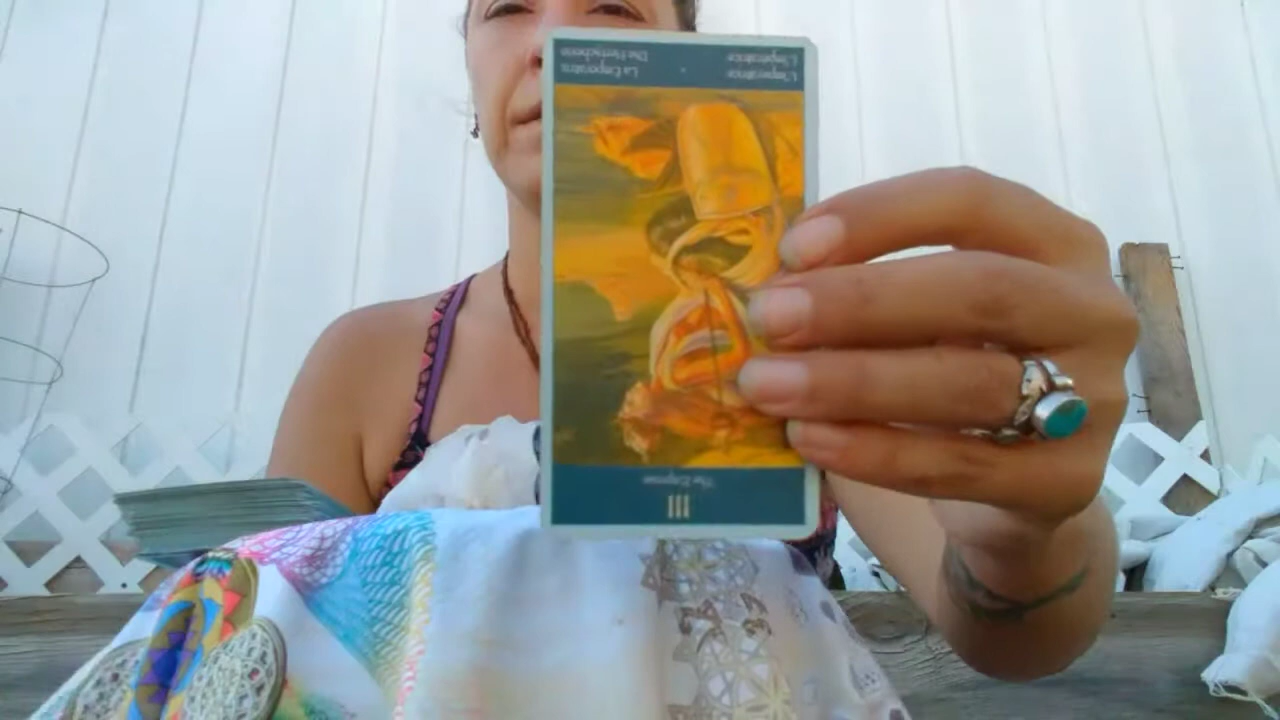 III
The Empress
L'Imperatrice La Emperatriz
L'Impératrice Die Herrscherin